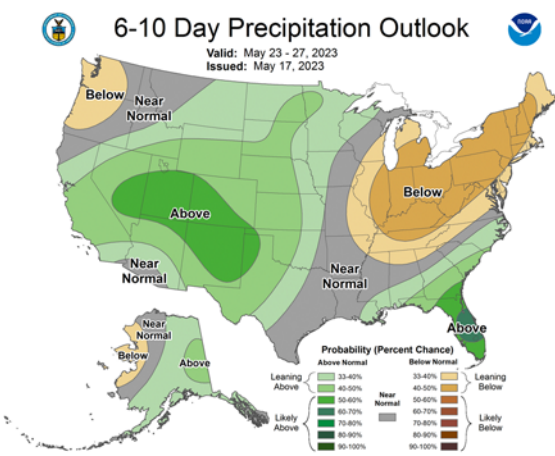 6-10 Day Precipitation Outlook
NOAA
Valid: May 23 - 27, 2023
Issued: May 17, 2023
Below
Near
Normal
Above
Near
Normal
Below
Near
Normal
Above
Near
Normal
Below
Above
Probability (Percent Chance)
Above Normal
Below Normal
Leaning
Above
33-40%
40-50%
Likely
Above
50-60%
60-70%
70-80%
80-90%
90-100%
Near
Normal
33-40%
40-50%
Leaning
Below
50-60%
60-70%
70-80%
80-90%
90-100%
Likely
Below